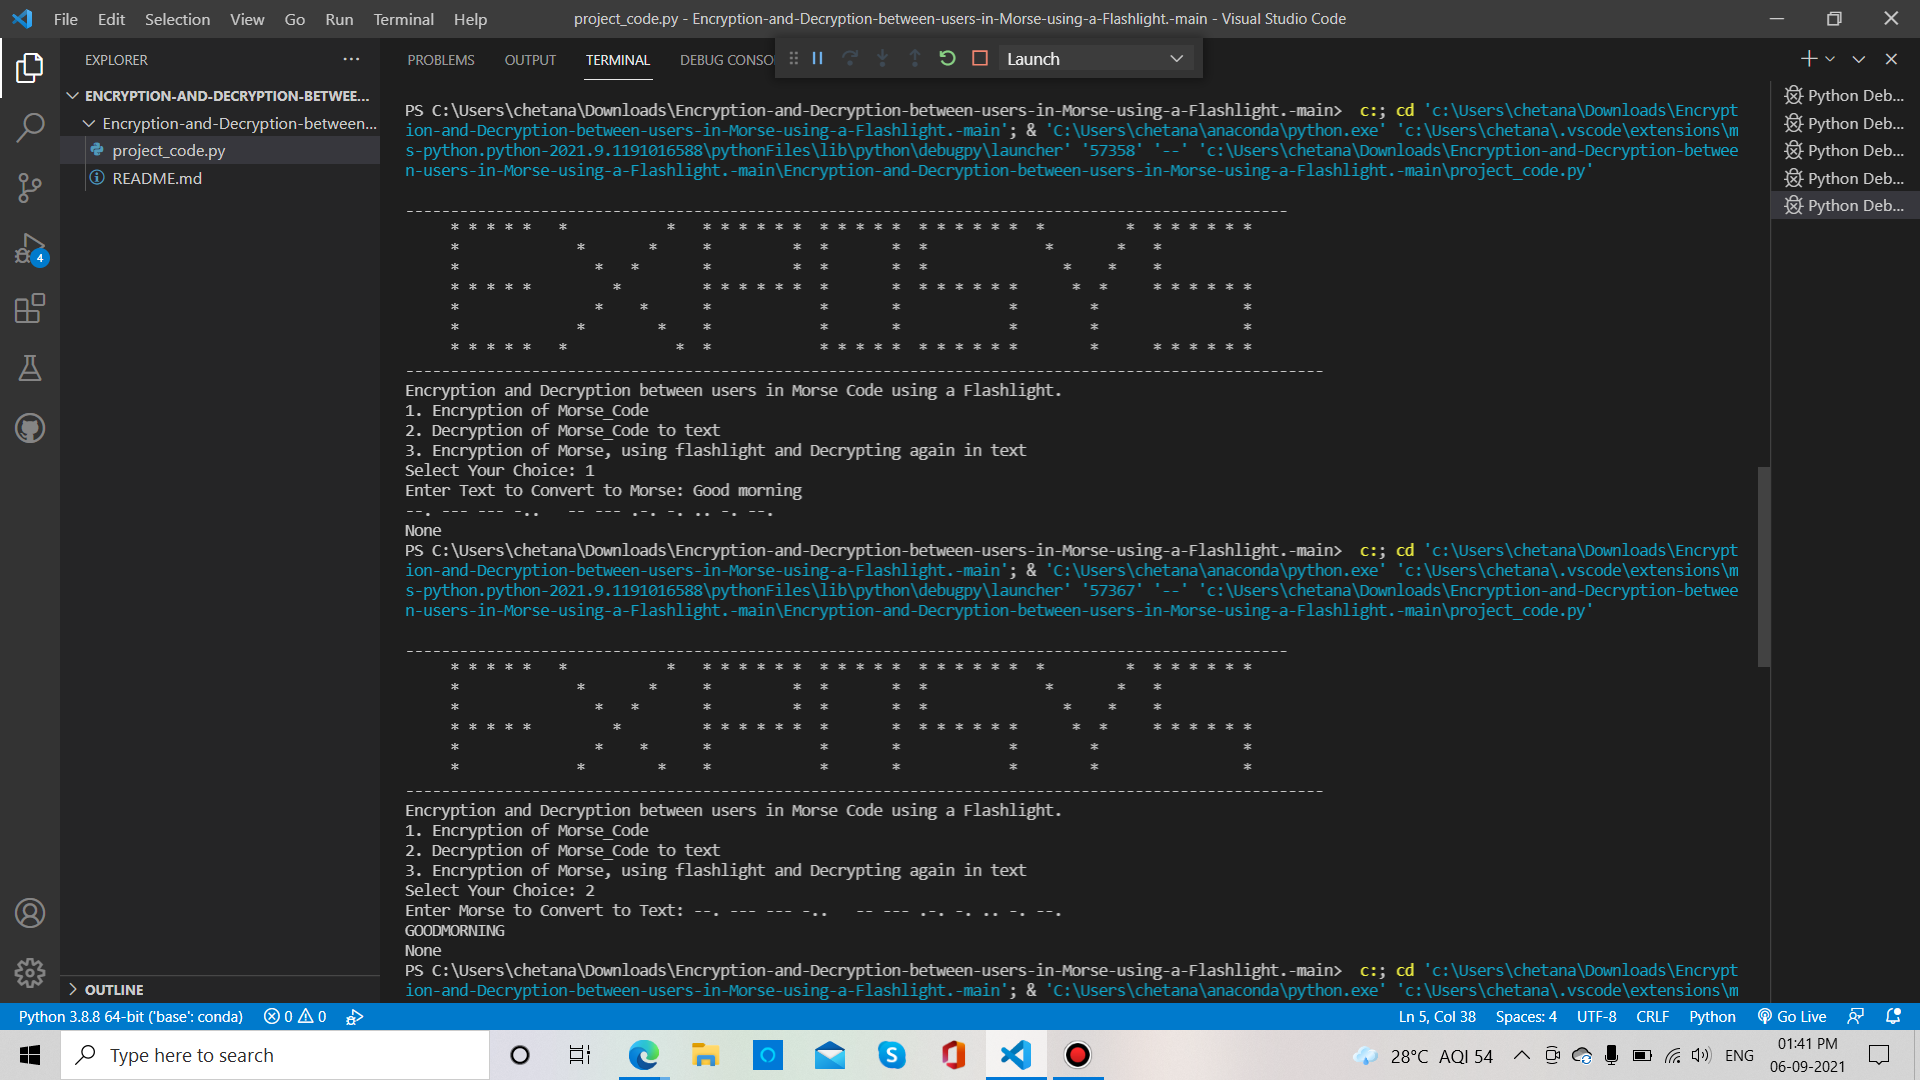 File Edit Selection View Go Run Terminal Help project_code.py - Encryption-and-Decryption-between-users-in-Morse-using-a-Flashlight.-main - Visual Studio Code
EXPLORER ···
PROBLEMS OUTPUT TERMINAL DEBUG CONSO
Launch
ENCRYPTION-AND-DECRYPTION-BETWEE...
Encryption-and-Decryption-between...
project_code.py
README.md
4
OUTLINE
PS C:\Users\chetana\Downloads\Encryption-and-Decryption-between-users-in-Morse-using-a-Flashlight.-main>  c:; cd 'c:\Users\chetana\Downloads\Encrypt
ion-and-Decryption-between-users-in-Morse-using-a-Flashlight.-main'; & 'C:\Users\chetana\anaconda\python.exe' 'c:\Users\chetana\.vscode\extensions\m
s-python.python-2021.9.1191016588\pythonFiles\lib\python\debugpy\launcher' '57358' '--' 'c:\Users\chetana\Downloads\Encryption-and-Decryption-betwee
n-users-in-Morse-using-a-Flashlight.-main\Encryption-and-Decryption-between-users-in-Morse-using-a-Flashlight.-main\project_code.py'
Encryption and Decryption between users in Morse Code using a Flashlight.
1. Encryption of Morse_Code
2. Decryption of Morse_Code to text
3. Encryption of Morse, using flashlight and Decrypting again in text
Select Your Choice: 1
Enter Text to Convert to Morse: Good morning
--. --- --- -..   -- --- .-. -. .. -. --.
None
PS C:\Users\chetana\Downloads\Encryption-and-Decryption-between-users-in-Morse-using-a-Flashlight.-main>  c:; cd 'c:\Users\chetana\Downloads\Encrypt
ion-and-Decryption-between-users-in-Morse-using-a-Flashlight.-main'; & 'C:\Users\chetana\anaconda\python.exe' 'c:\Users\chetana\.vscode\extensions\m
s-python.python-2021.9.1191016588\pythonFiles\lib\python\debugpy\launcher' '57367' '--' 'c:\Users\chetana\Downloads\Encryption-and-Decryption-betwee
n-users-in-Morse-using-a-Flashlight.-main\Encryption-and-Decryption-between-users-in-Morse-using-a-Flashlight.-main\project_code.py'
Encryption and Decryption between users in Morse Code using a Flashlight.
1. Encryption of Morse_Code
2. Decryption of Morse_Code to text
3. Encryption of Morse, using flashlight and Decrypting again in text
Select Your Choice: 2
Enter Morse to Convert to Text: --. --- --- -..   -- --- .-. -. .. -. --.
GOODMORNING
None
PS C:\Users\chetana\Downloads\Encryption-and-Decryption-between-users-in-Morse-using-a-Flashlight.-main>  c:; cd 'c:\Users\chetana\Downloads\Encrypt
ion-and-Decryption-between-users-in-Morse-using-a-Flashlight.-main'; & 'C:\Users\chetana\anaconda\python.exe' 'c:\Users\chetana\.vscode\extensions\m
Python Deb...
Python Deb...
Python Deb...
Python Deb...
Python Deb...
Python 3.8.8 64-bit ('base': conda) 0 0 Ln 5, Col 38 Spaces: 4 UTF-8 CRLF Python Go Live
Type here to search 28°C AQI 54 ENG 01:41 PM
06-09-2021